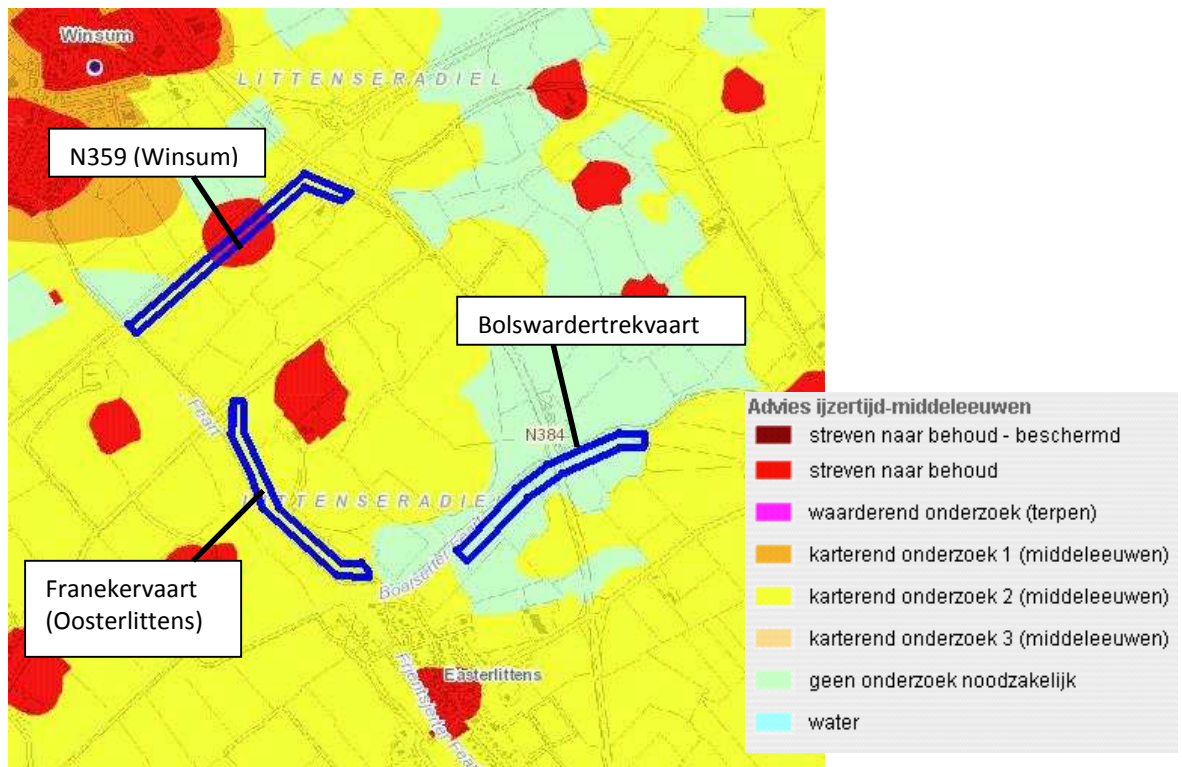 Winsum
LITTENSERADIEL
N359 (Winsum)
Bolswardertrekvaart
Feart
N384
LITTENSERADIE
Franekervaart
(Oosterlittens)
Easterlittens
Advies ijzertijd-middeleeuwen
streven naar behoud - beschermd
streven naar behoud
waarderend onderzoek (terpen)
karterend onderzoek 1 (middeleeuwen)
karterend onderzoek 2 (middeleeuwen)
karterend onderzoek 3 (middeleeuwen)
geen onderzoek noodzakelijk
water